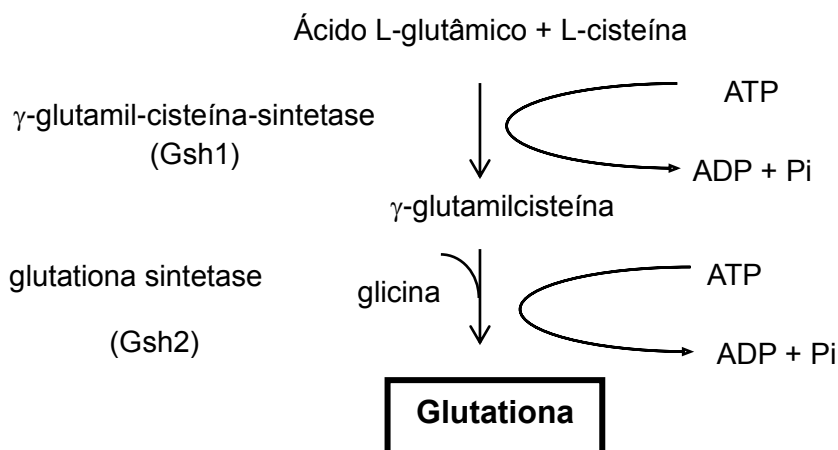 Ácido L-glutâmico + L-cisteína
ATP
γ-glutamil-cisteína-sintetase
(Gsh1)
ADP + Pi
γ-glutamilcisteína
glutationa sintetase
glicina
ATP
(Gsh2)
ADP + Pi
Glutationa